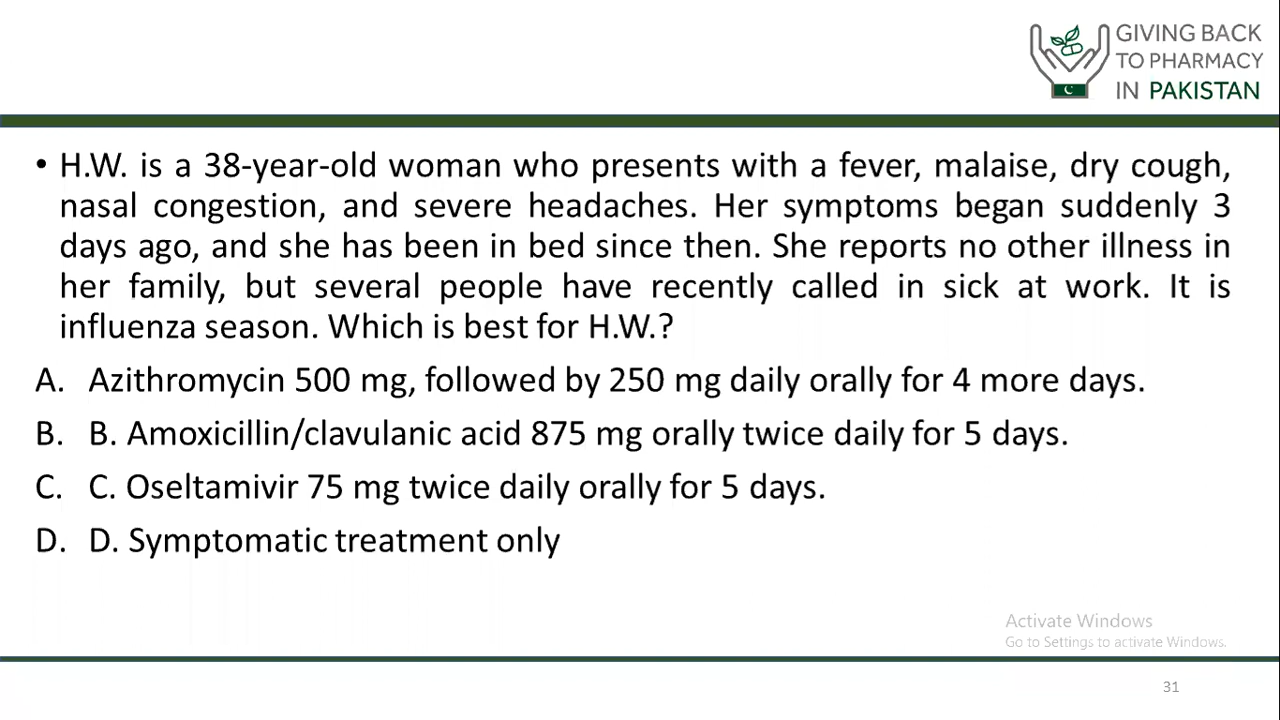 GIVING BACK
TO PHARMACY
IN PAKISTAN
• H.W. is a 38-year-old woman who presents with a fever, malaise, dry cough,
nasal congestion, and severe headaches. Her symptoms began suddenly 3
days ago, and she has been in bed since then. She reports no other illness in
her family, but several people have recently called in sick at work. It is
influenza season. Which is best for H.W.?
A. Azithromycin 500 mg, followed by 250 mg daily orally for 4 more days.
B. B. Amoxicillin/clavulanic acid 875 mg orally twice daily for 5 days.
C. C. Oseltamivir 75 mg twice daily orally for 5 days.
D. D. Symptomatic treatment only
Activate Windows
Go to Settings to activate Windows.
31